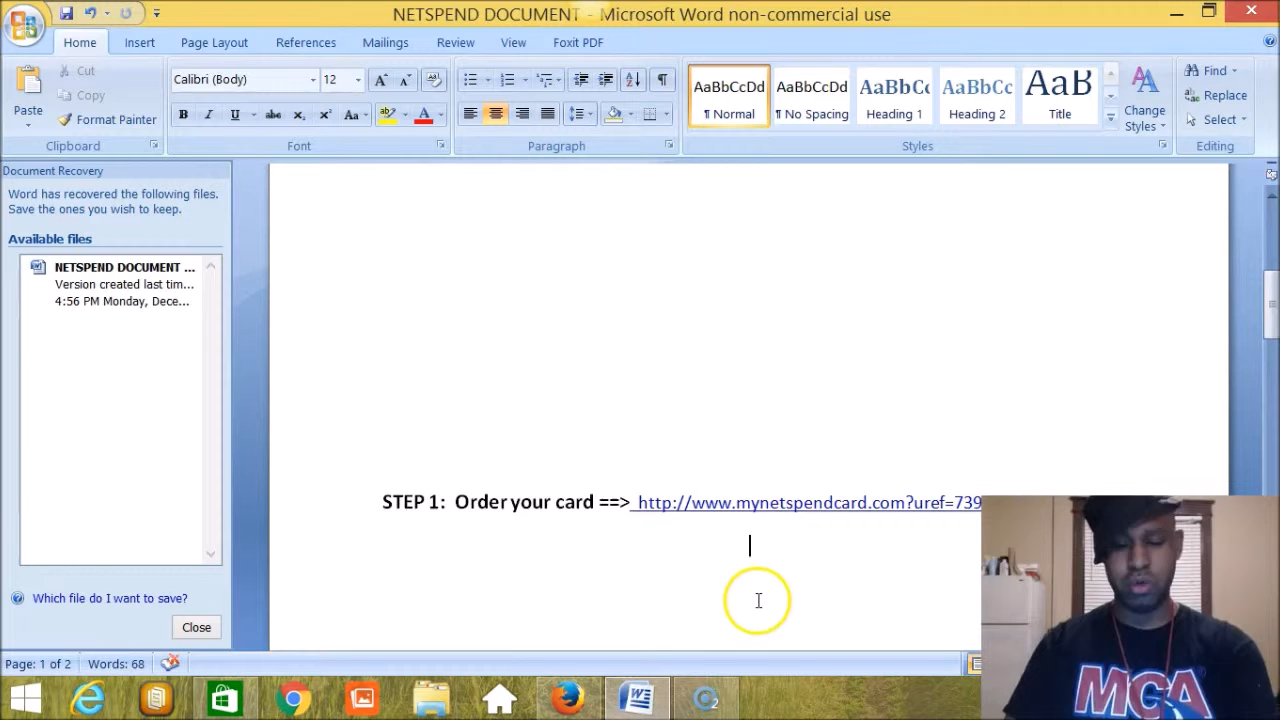 NETSPEND DOCUMENT - Microsoft Word non-commercial use
Home Insert Page Layout References Mailings Review View Foxit PDF
Paste
Cut
Copy
Format Painter
Clipboard
Calibri (Body) 12
B I U abc X₂ X² Aa A
Font
Paragraph
AaBbCcDd AaBbCcDd AaBbCc AaBbCc AaB
¶ Normal ¶ No Spacing Heading 1 Heading 2 Title
Change Styles
Styles
Find
Replace
Select
Editing
Document Recovery
Word has recovered the following files.
Save the ones you wish to keep.
Available files
NETSPEND DOCUMENT ...
Version created last tim...
4:56 PM Monday, Dece...
Which file do I want to save?
Close
STEP 1: Order your card ==> http://www.mynetspendcard.com?uref=739
MCA
Page: 1 of 2 Words: 68